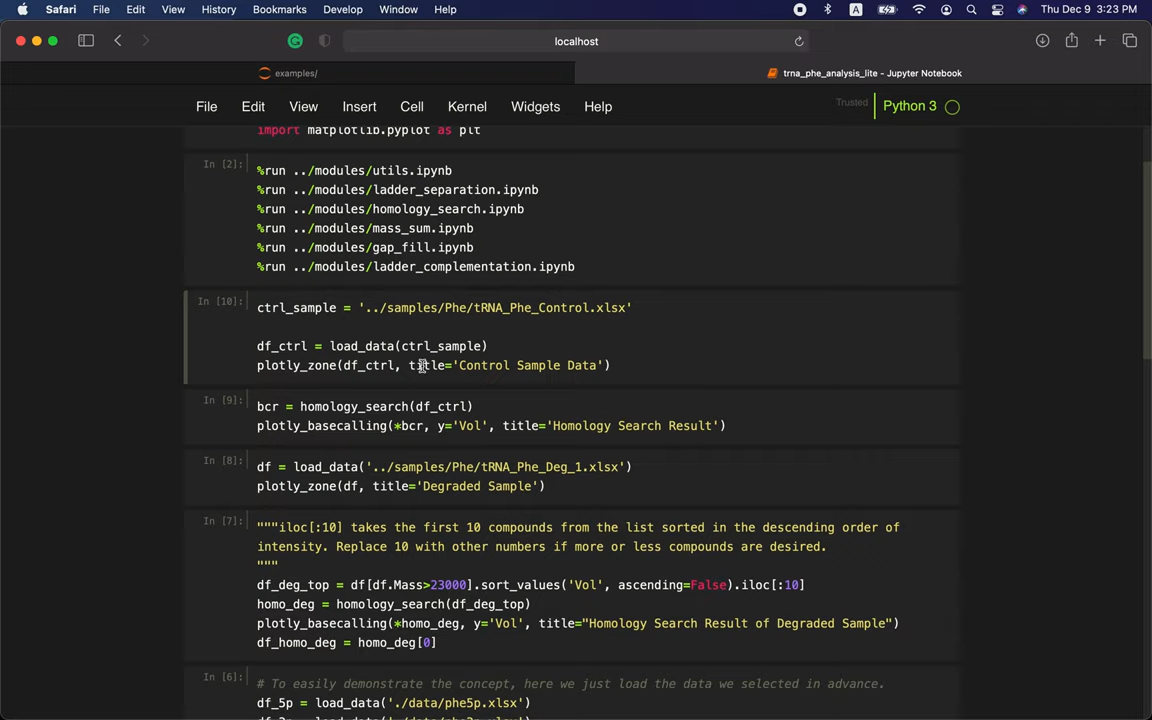 Safari File Edit View History Bookmarks Develop Window Help A Thu Dec 9 3:23 PM
localhost
examples/ trna_phe_analysis_lite - Jupyter Notebook
File Edit View Insert Cell Kernel Widgets Help Trusted Python 3
import matplotlib.pyplot as plt
In [2]:
%run ../modules/utils.ipynb
%run ../modules/ladder_separation.ipynb
%run ../modules/homology_search.ipynb
%run ../modules/mass_sum.ipynb
%run ../modules/gap_fill.ipynb
%run ../modules/ladder_complementation.ipynb
In [10]:
ctrl_sample = '../samples/Phe/tRNA_Phe_Control.xlsx'
df_ctrl = load_data(ctrl_sample)
plotly_zone(df_ctrl, title='Control Sample Data')
In [9]:
bcr = homology_search(df_ctrl)
plotly_basecalling(*bcr, y='Vol', title='Homology Search Result')
In [8]:
df = load_data('../samples/Phe/tRNA_Phe_Deg_1.xlsx')
plotly_zone(df, title='Degraded Sample')
In [7]:
"""iloc[:10] takes the first 10 compounds from the list sorted in the descending order of
intensity. Replace 10 with other numbers if more or less compounds are desired.
"""
df_deg_top = df[df.Mass>23000].sort_values('Vol', ascending=False).iloc[:10]
homo_deg = homology_search(df_deg_top)
plotly_basecalling(*homo_deg, y='Vol', title="Homology Search Result of Degraded Sample")
df_homo_deg = homo_deg[0]
In [6]:
# To easily demonstrate the concept, here we just load the data we selected in advance.
df_5p = load_data('./data/phe5p.xlsx')
df_3p = load_data('./data/phe3p.xlsx')